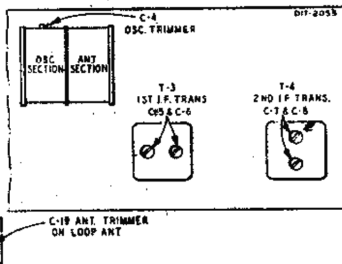 DIT-2053
C-4
OSC. TRIMMER
OSC SECTION
ANT SECTION
T-3
1ST I.F. TRANS
C-5 & C-6
T-4
2ND I.F TRANS.
C-7 & C-8
C-19 ANT. TRIMMER
ON LOOP ANT